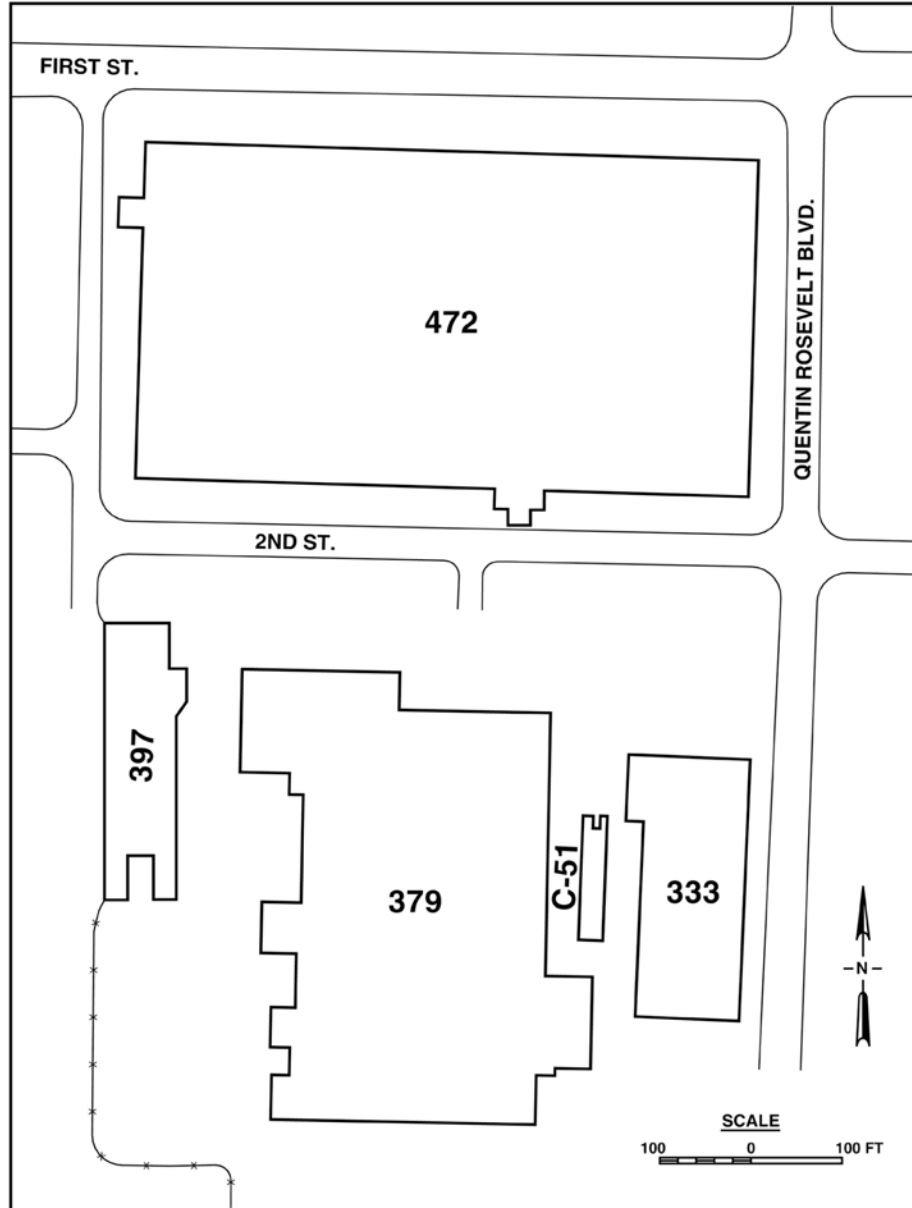 FIRST ST.
472
QUENTIN ROSEVELT BLVD.
2ND ST.
397
379
C-51
333
-N-
SCALE
100 0 100 FT